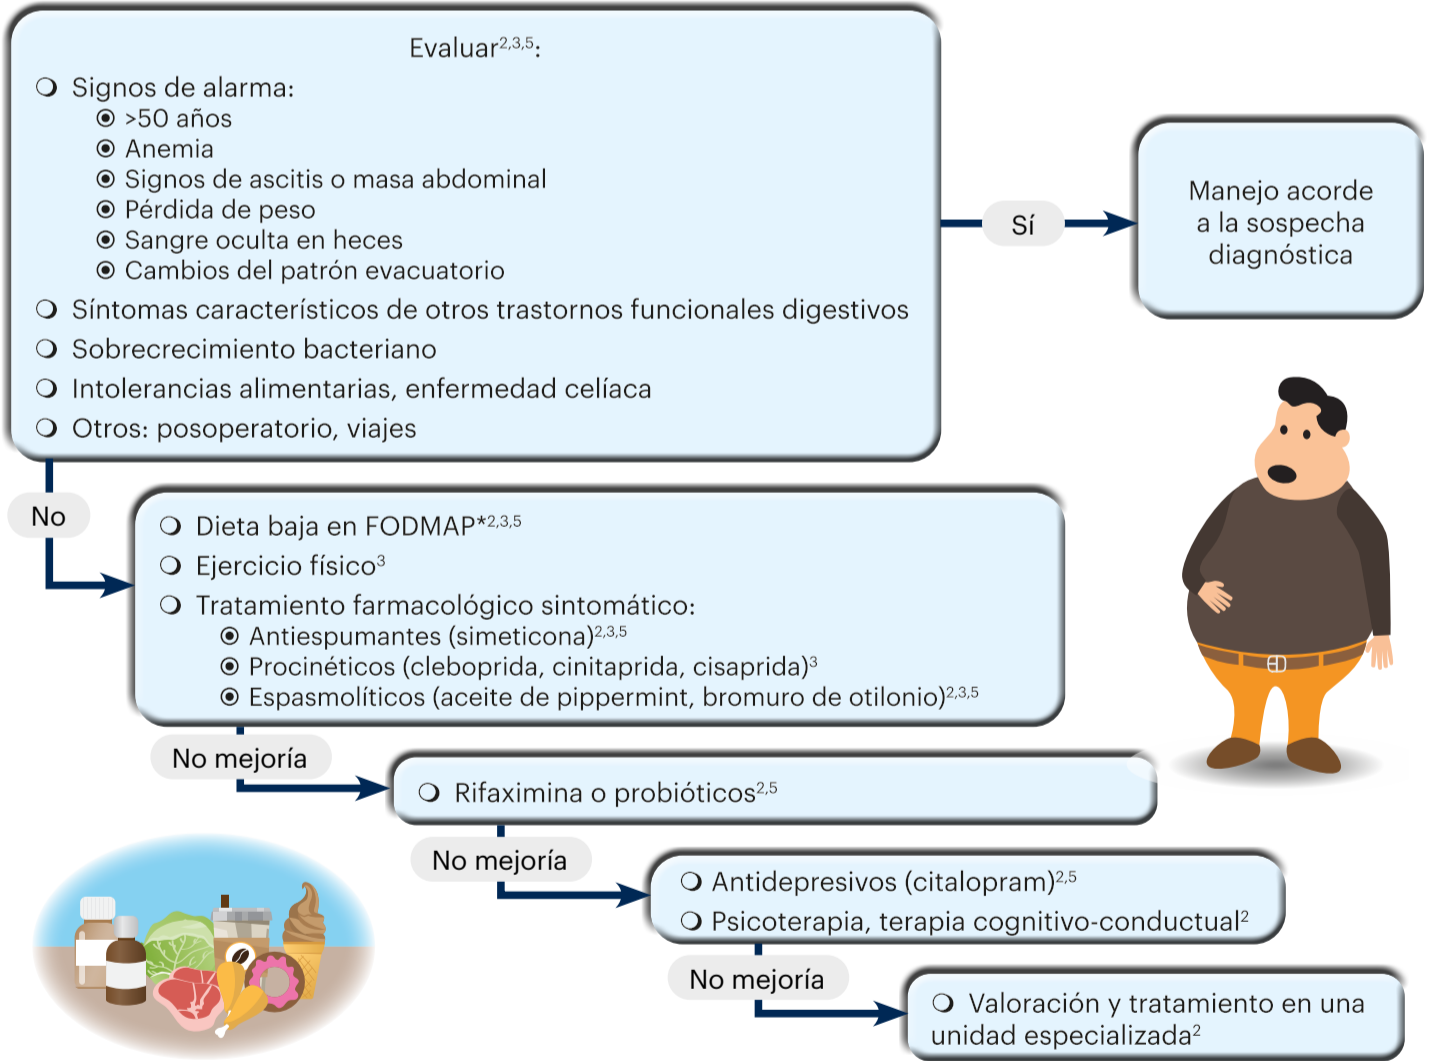 Evaluar2,3,5:
❍ Signos de alarma:
◉ >50 años
◉ Anemia
◉ Signos de ascitis o masa abdominal
◉ Pérdida de peso
◉ Sangre oculta en heces
◉ Cambios del patrón evacuatorio
❍ Síntomas característicos de otros trastornos funcionales digestivos
❍ Sobrecrecimiento bacteriano
❍ Intolerancias alimentarias, enfermedad celíaca
❍ Otros: posoperatorio, viajes
Sí
Manejo acorde
a la sospecha
diagnóstica
No
❍ Dieta baja en FODMAP*2,3,5
❍ Ejercicio físico3
❍ Tratamiento farmacológico sintomático:
◉ Antiespumantes (simeticona)2,3,5
◉ Procinéticos (cleboprida, cinitaprida, cisaprida)3
◉ Espasmolíticos (aceite de pippermint, bromuro de otilonio)2,3,5
No mejoría
❍ Rifaximina o probióticos2,5
No mejoría
❍ Antidepresivos (citalopram)2,5
❍ Psicoterapia, terapia cognitivo-conductual2
No mejoría
❍ Valoración y tratamiento en una
unidad especializada2